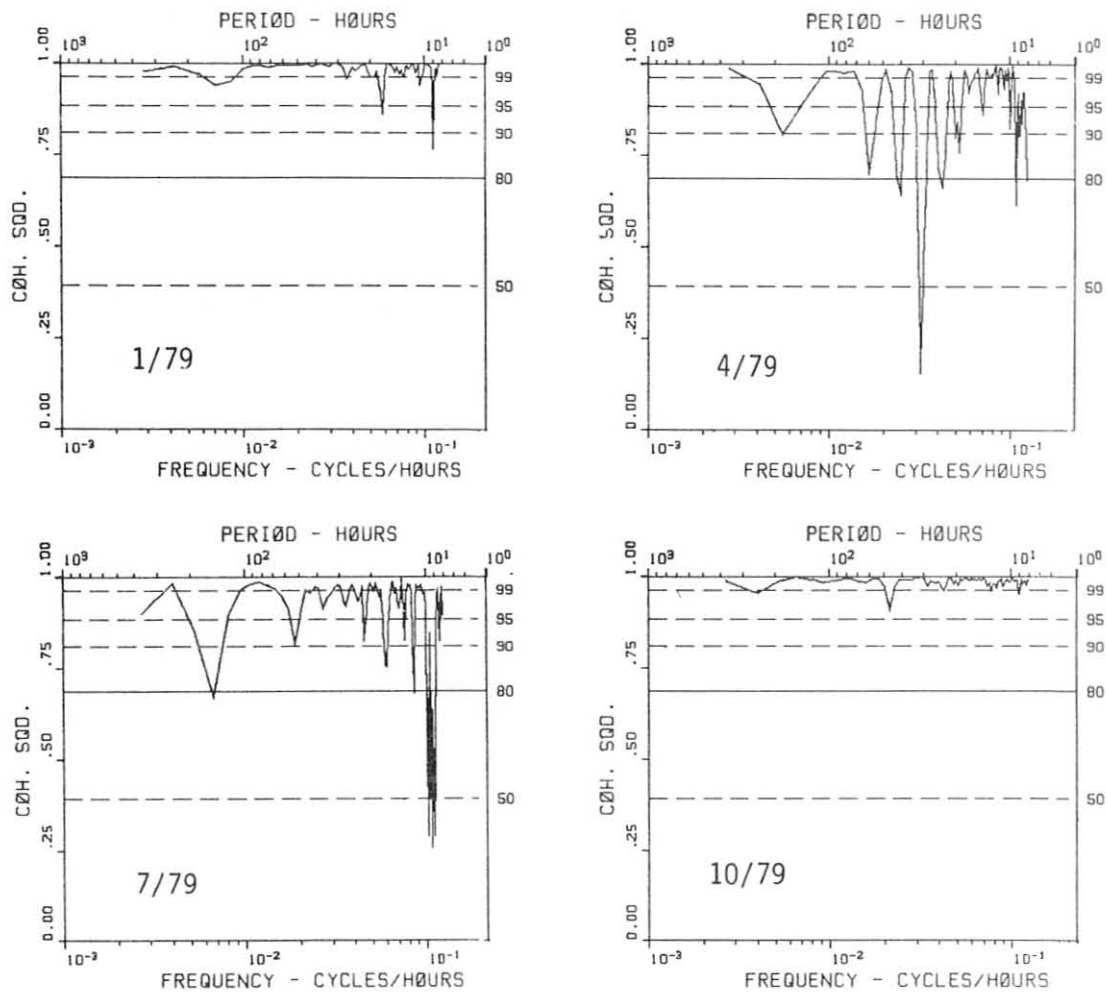 PERIØD - HØURS
10³ 10² 10¹ 10⁰
1.00 .75 .50 .25 0.00
CØH. SQD.
99
95
90
80
50
1/79
10⁻³ 10⁻² 10⁻¹
FREQUENCY - CYCLES/HØURS
PERIØD - HØURS
10³ 10² 10¹ 10⁰
1.00 .75 .50 .25 0.00
CØH. SQD.
99
95
90
80
50
4/79
10⁻³ 10⁻² 10⁻¹
FREQUENCY - CYCLES/HØURS
PERIØD - HØURS
10³ 10² 10¹ 10⁰
1.00 .75 .50 .25 0.00
CØH. SQD.
99
95
90
80
50
7/79
10⁻³ 10⁻² 10⁻¹
FREQUENCY - CYCLES/HØURS
PERIØD - HØURS
10³ 10² 10¹ 10⁰
1.00 .75 .50 .25 0.00
CØH. SQD.
99
95
90
80
50
10/79
10⁻³ 10⁻² 10⁻¹
FREQUENCY - CYCLES/HØURS